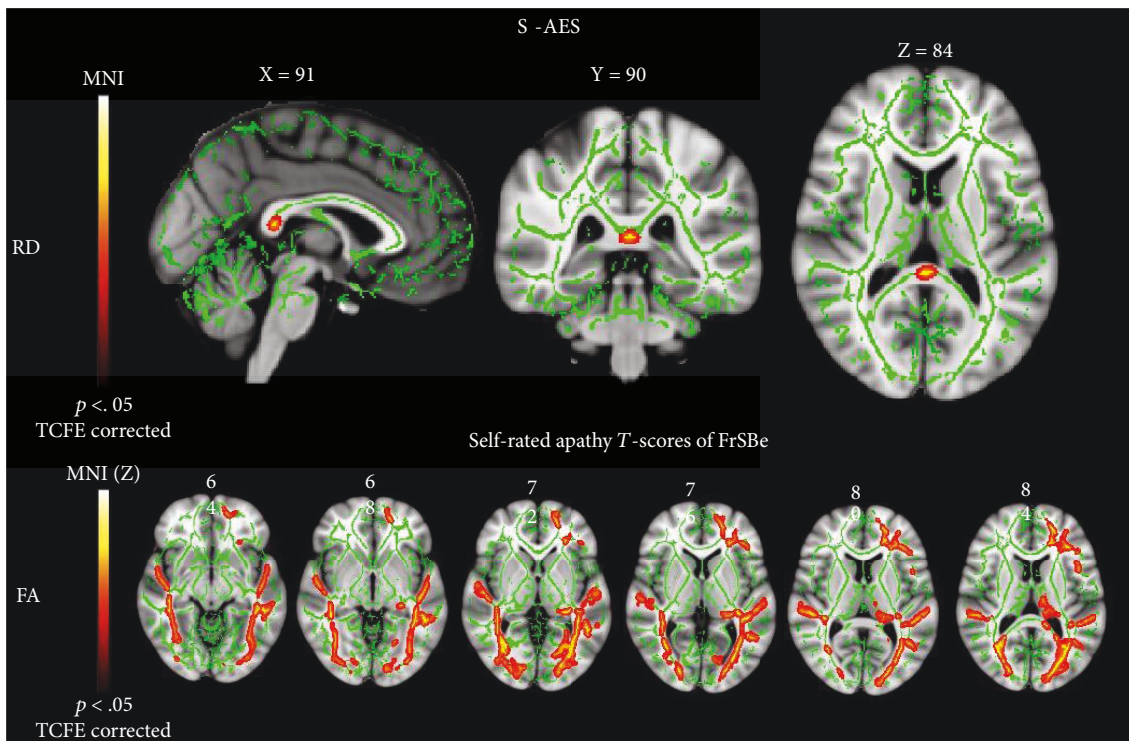 S -AES
X = 91
Y = 90
Z = 84
MNI
RD
p <. 05
TCFE corrected
Self-rated apathy T-scores of FrSBe
MNI (Z)
6
4
6
8
7
2
7
6
8
0
8
4
FA
p < .05
TCFE corrected